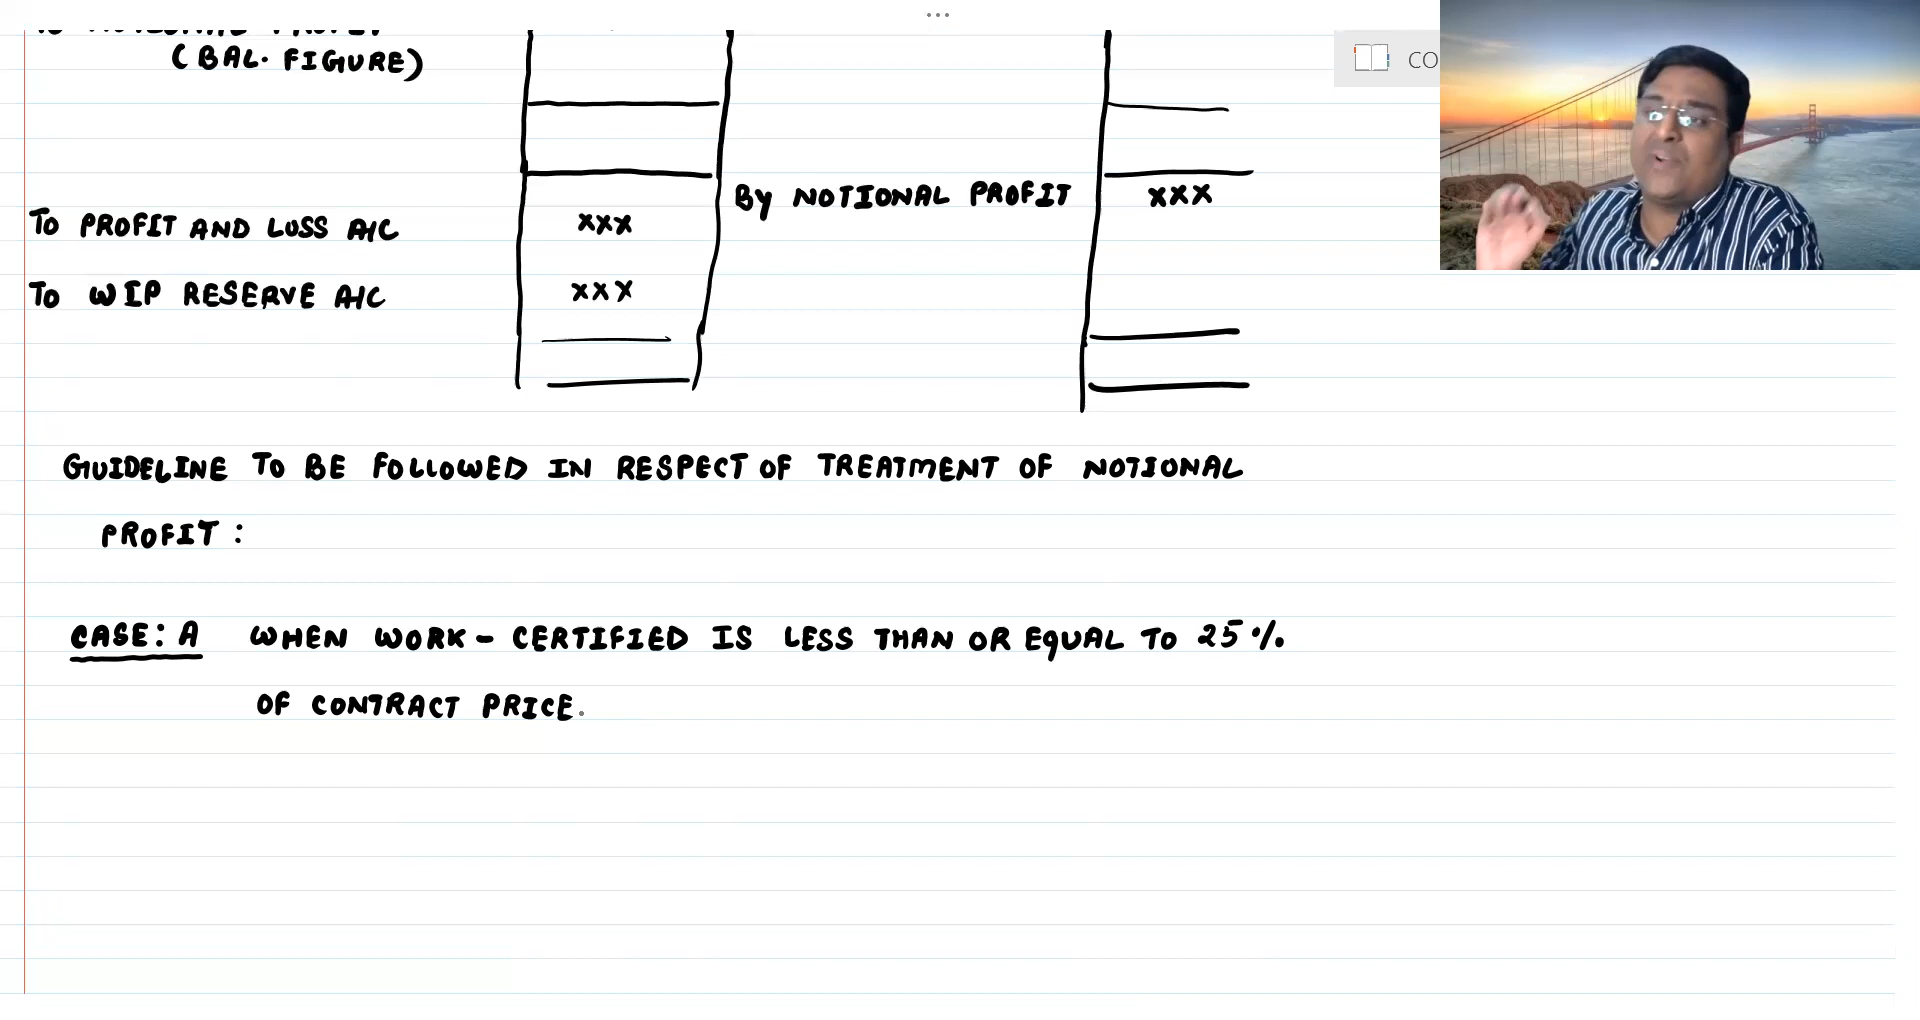 (BAL. FIGURE)
CO
By NOTIONAL PROFIT xxx
To PROFIT AND LOSS A/C xxx
To WIP RESERVE A/C xxx
GUIDELINE TO BE FOLLOWED IN RESPECT OF TREATMENT OF NOTIONAL
PROFIT :
CASE: A WHEN WORK - CERTIFIED IS LESS THAN OR EQUAL TO 25%
OF CONTRACT PRICE.